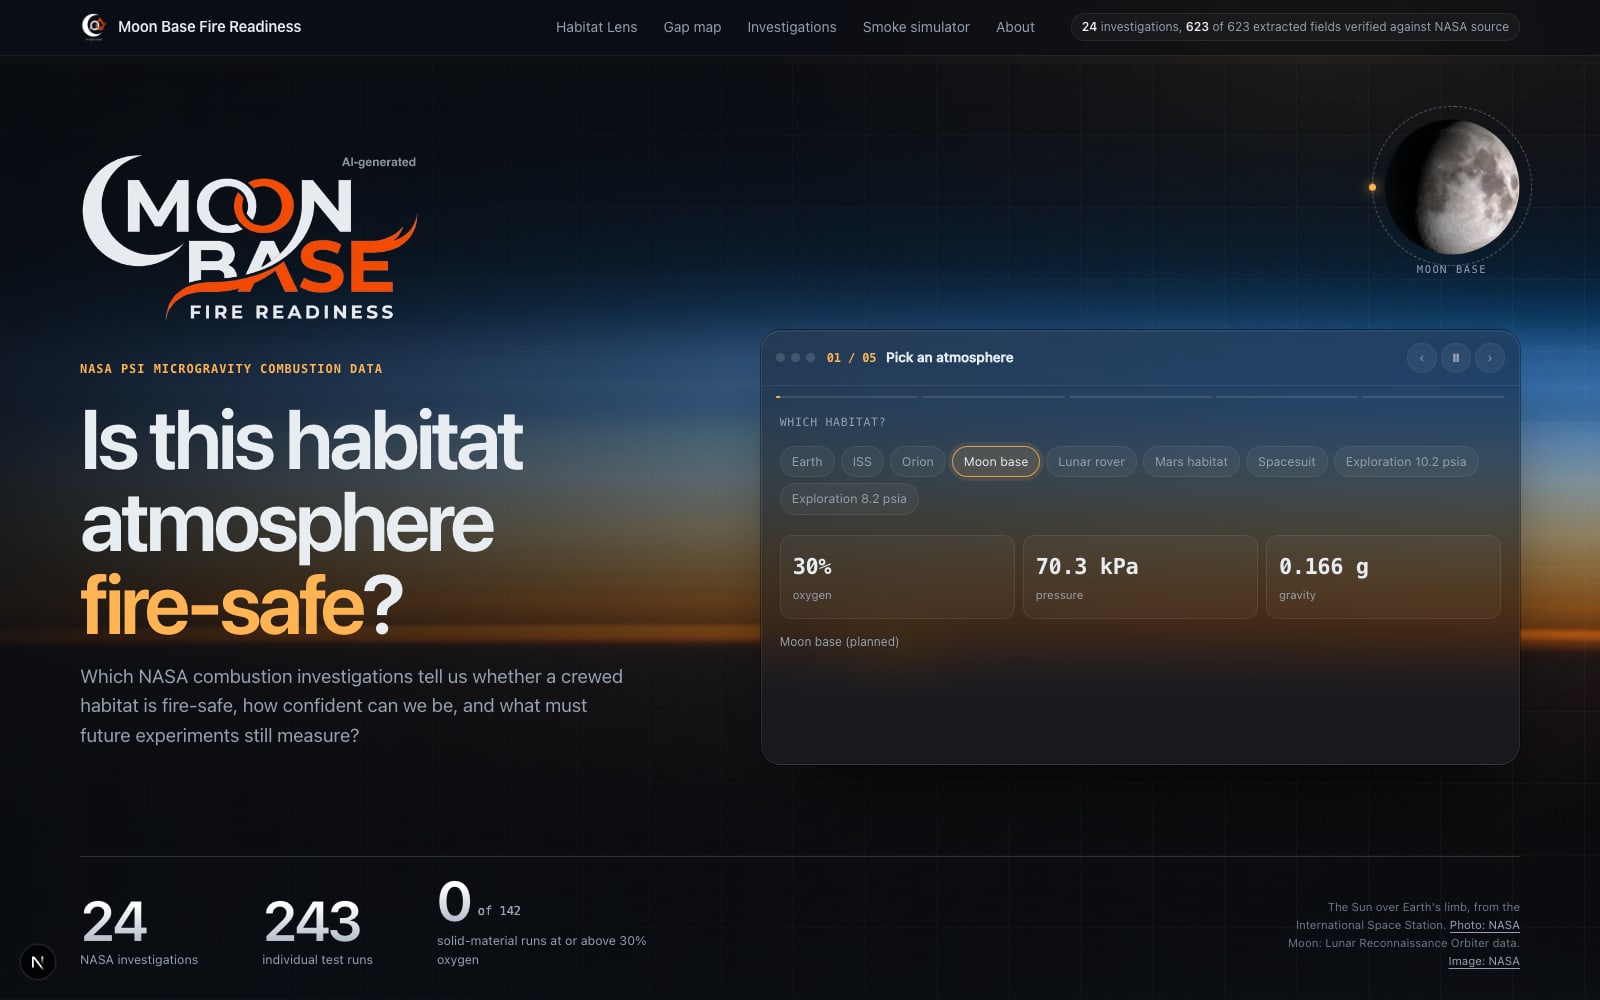 Moon Base Fire Readiness
Habitat Lens
Gap map
Investigations
Smoke simulator
About
24 investigations, 623 of 623 extracted fields verified against NASA source
AI-generated
MOON
BASE
FIRE READINESS
MOON BASE
NASA PSI MICROGRAVITY COMBUSTION DATA
Is this habitat
atmosphere
fire-safe?
Which NASA combustion investigations tell us whether a crewed
habitat is fire-safe, how confident can we be, and what must
future experiments still measure?
01 / 05 Pick an atmosphere
WHICH HABITAT?
Earth
ISS
Orion
Moon base
Lunar rover
Mars habitat
Spacesuit
Exploration 10.2 psia
Exploration 8.2 psia
30%
oxygen
70.3 kPa
pressure
0.166 g
gravity
Moon base (planned)
24
NASA investigations
243
individual test runs
0 of 142
solid-material runs at or above 30%
oxygen
The Sun over Earth's limb, from the
International Space Station. Photo: NASA
Moon: Lunar Reconnaissance Orbiter data.
Image: NASA
N